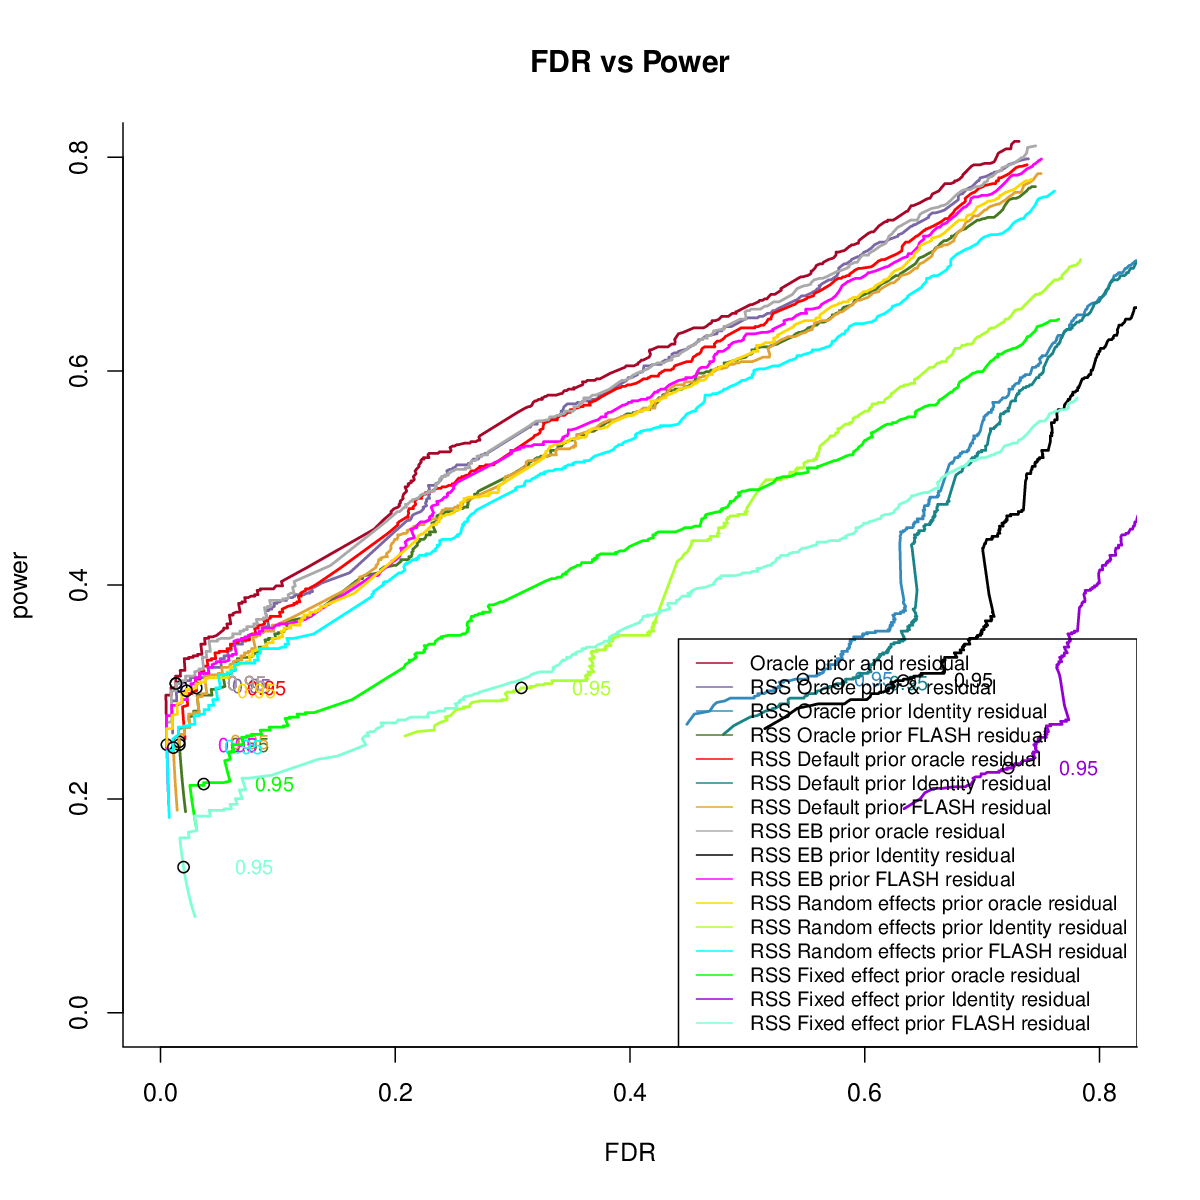 FDR vs Power
power
0.8
0.6
0.4
0.2
0.0
0.95
0.95
0.95
0.95
0.95
0.95
0.95
0.95
Oracle prior and residual
RSS Oracle prior & residual
RSS Oracle prior Identity residual
RSS Oracle prior FLASH residual
RSS Default prior oracle residual
RSS Default prior Identity residual
RSS Default prior FLASH residual
RSS EB prior oracle residual
RSS EB prior Identity residual
RSS EB prior FLASH residual
RSS Random effects prior oracle residual
RSS Random effects prior Identity residual
RSS Random effects prior FLASH residual
RSS Fixed effect prior oracle residual
RSS Fixed effect prior Identity residual
RSS Fixed effect prior FLASH residual
0.0 0.2 0.4 0.6 0.8
FDR